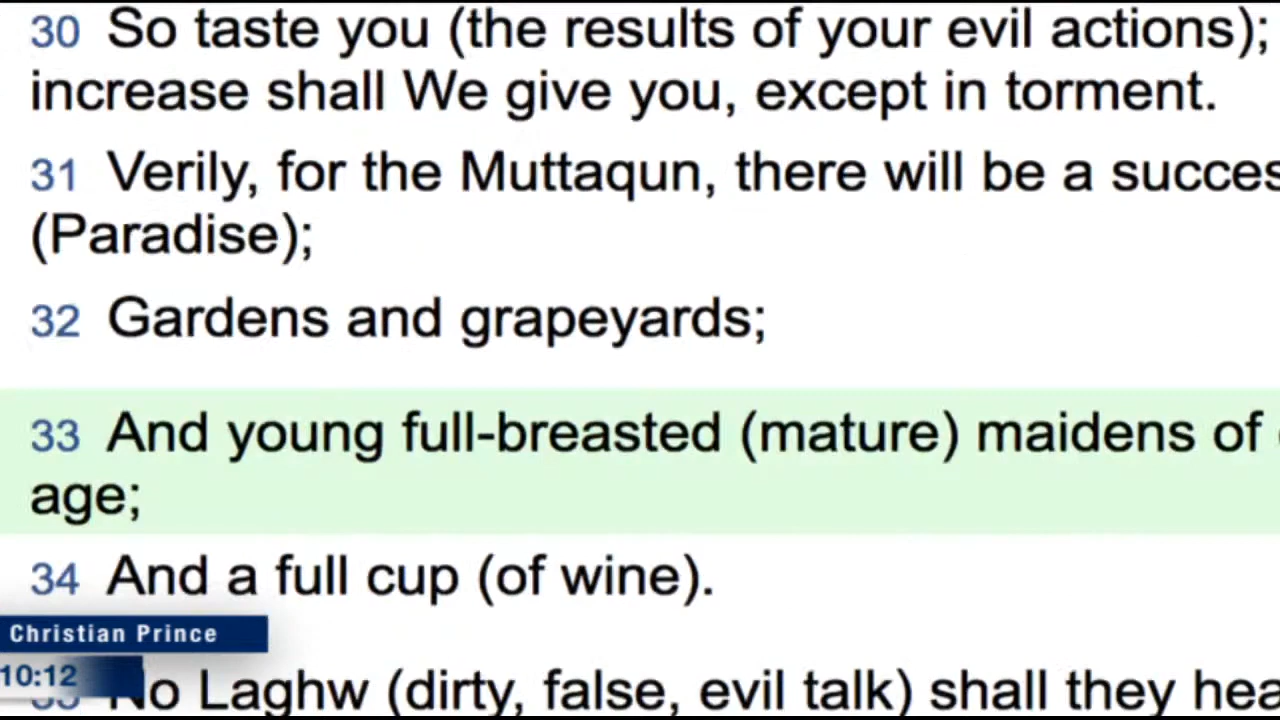 30 So taste you (the results of your evil actions);
increase shall We give you, except in torment.
31 Verily, for the Muttaqun, there will be a succes
(Paradise);
32 Gardens and grapeyards;
33 And young full-breasted (mature) maidens of
age;
34 And a full cup (of wine).
Christian Prince
10:12
35 No Laghw (dirty, false, evil talk) shall they hea